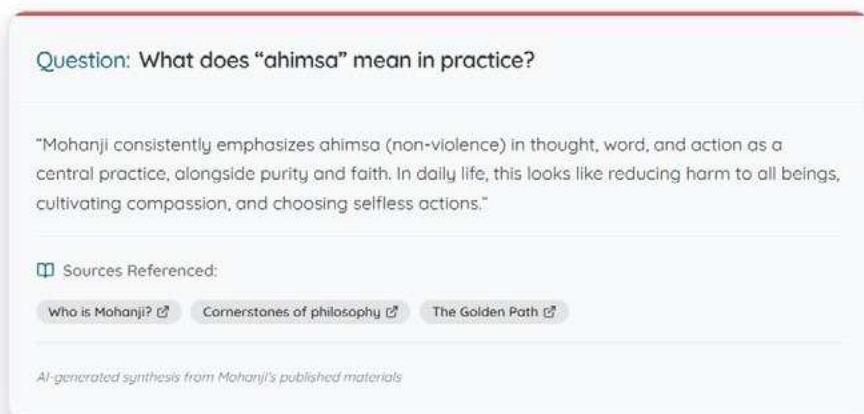 Question: What does “ahimsa” mean in practice?
“Mohanji consistently emphasizes ahimsa (non-violence) in thought, word, and action as a
central practice, alongside purity and faith. In daily life, this looks like reducing harm to all beings,
cultivating compassion, and choosing selfless actions.”
Sources Referenced:
Who is Mohanji? Cornerstones of philosophy The Golden Path
AI-generated synthesis from Mohanji's published materials